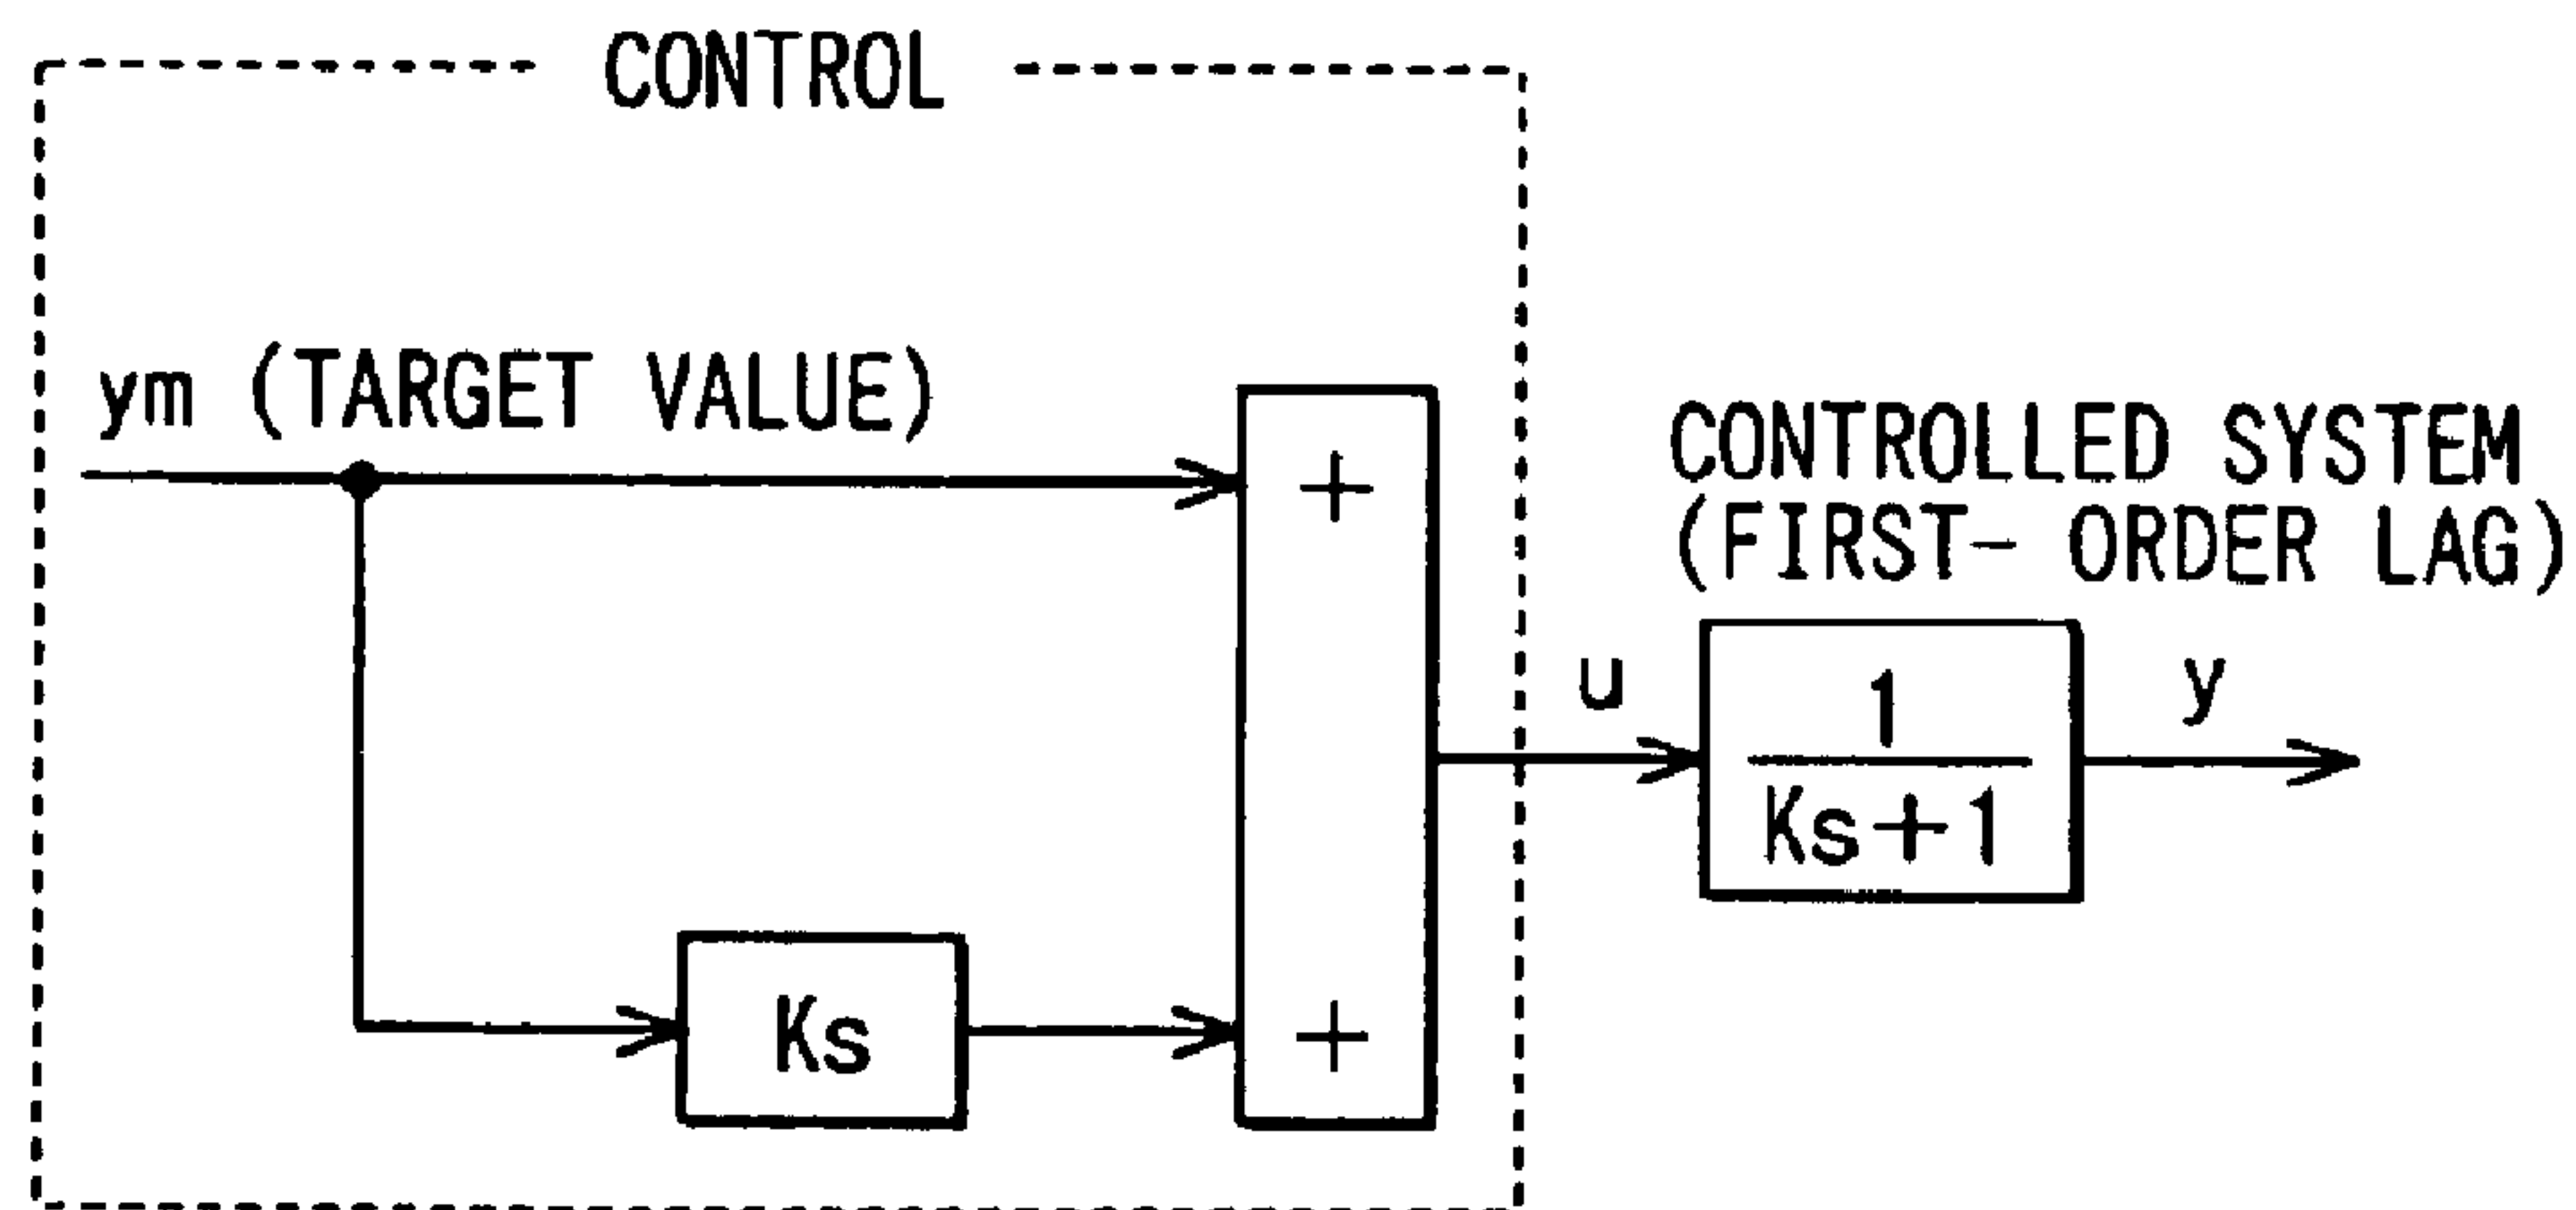 CONTROL
ym (TARGET VALUE)
+
CONTROLLED SYSTEM
(FIRST- ORDER LAG)
u
1
Ks+1
y
Ks
+